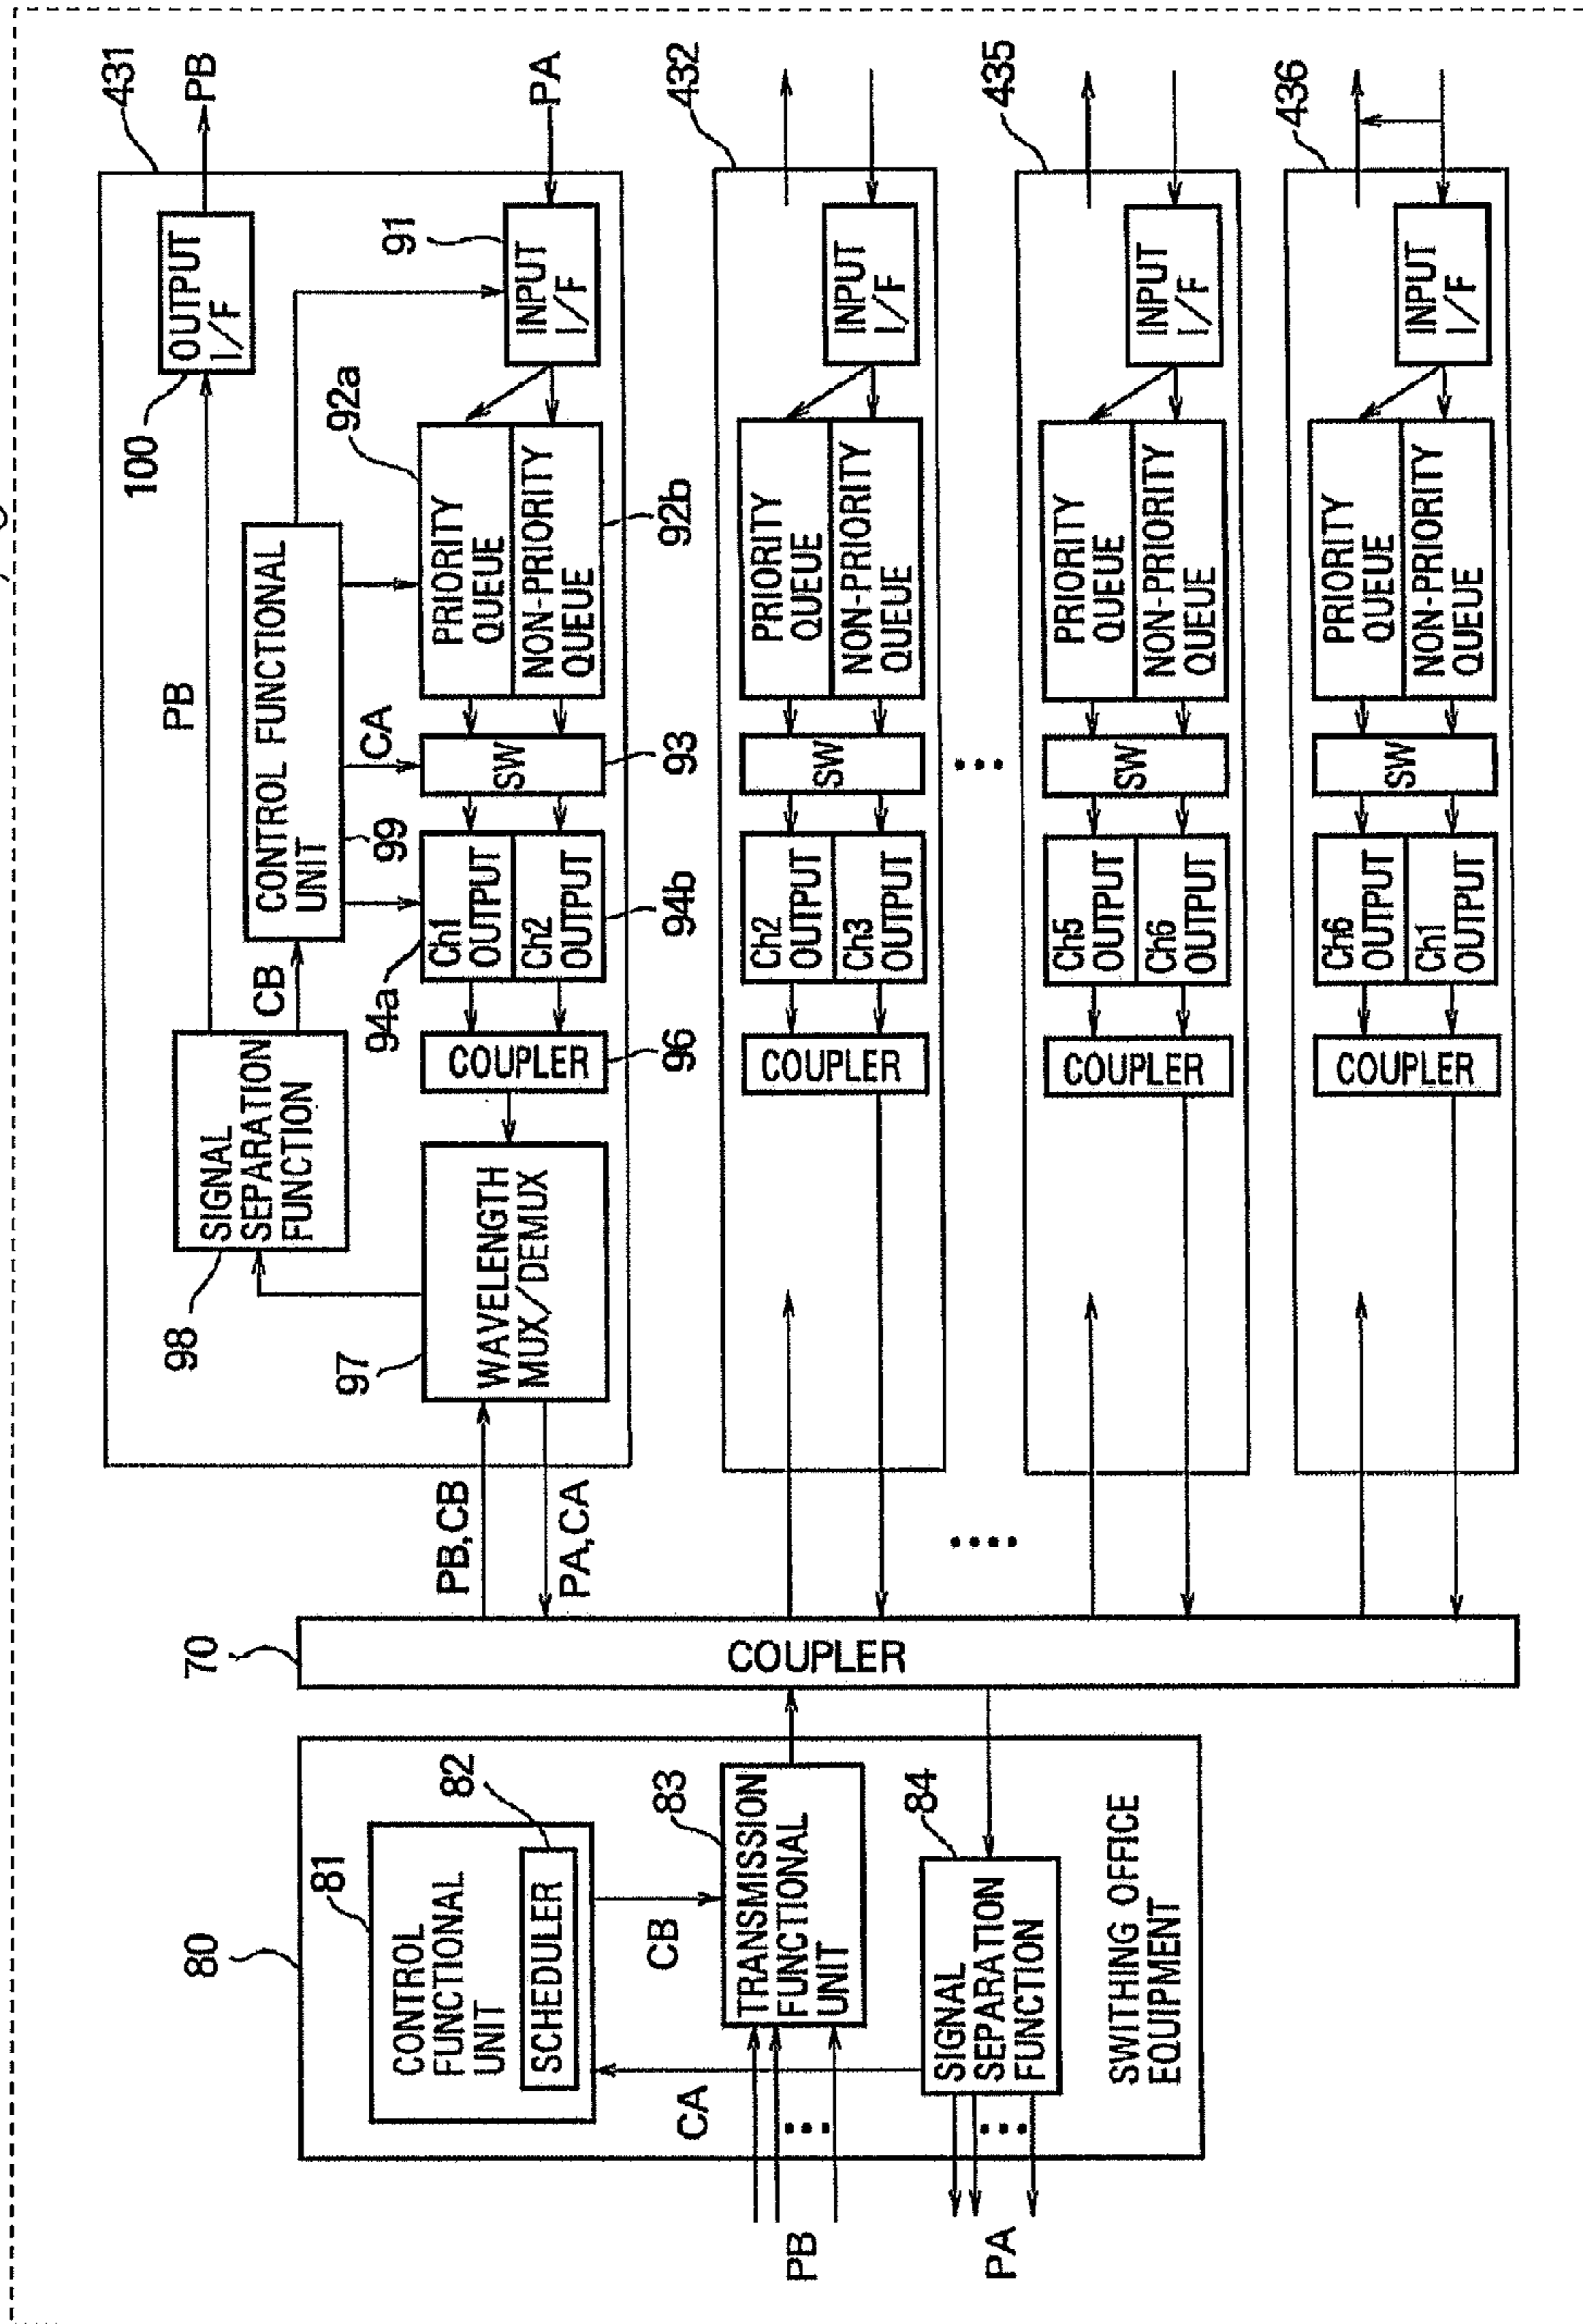 80
81
CONTROL
FUNCTIONAL
UNIT
SCHEDULER
82
CA
CB
PB
83
TRANSMISSION
FUNCTIONAL
UNIT
84
SIGNAL
SEPARATION
FUNCTION
PA
SWITHING OFFICE
EQUIPMENT
70
COUPLER
PB,CB
PA,CA
431
98
SIGNAL
SEPARATION
FUNCTION
97
WAVELENGTH
MUX/DEMUX
CB
PB
99
CONTROL FUNCTIONAL
UNIT
CA
100
OUTPUT
I/F
PB
COUPLER
96
94a
Ch1
OUTPUT
Ch2
OUTPUT
94b
SW
93
92a
PRIORITY
QUEUE
NON-PRIORITY
QUEUE
92b
91
INPUT
I/F
PA
432
COUPLER
Ch2
OUTPUT
Ch3
OUTPUT
SW
PRIORITY
QUEUE
NON-PRIORITY
QUEUE
INPUT
I/F
435
COUPLER
Ch5
OUTPUT
Ch6
OUTPUT
SW
PRIORITY
QUEUE
NON-PRIORITY
QUEUE
INPUT
I/F
436
COUPLER
Ch6
OUTPUT
Ch1
OUTPUT
SW
PRIORITY
QUEUE
NON-PRIORITY
QUEUE
INPUT
I/F